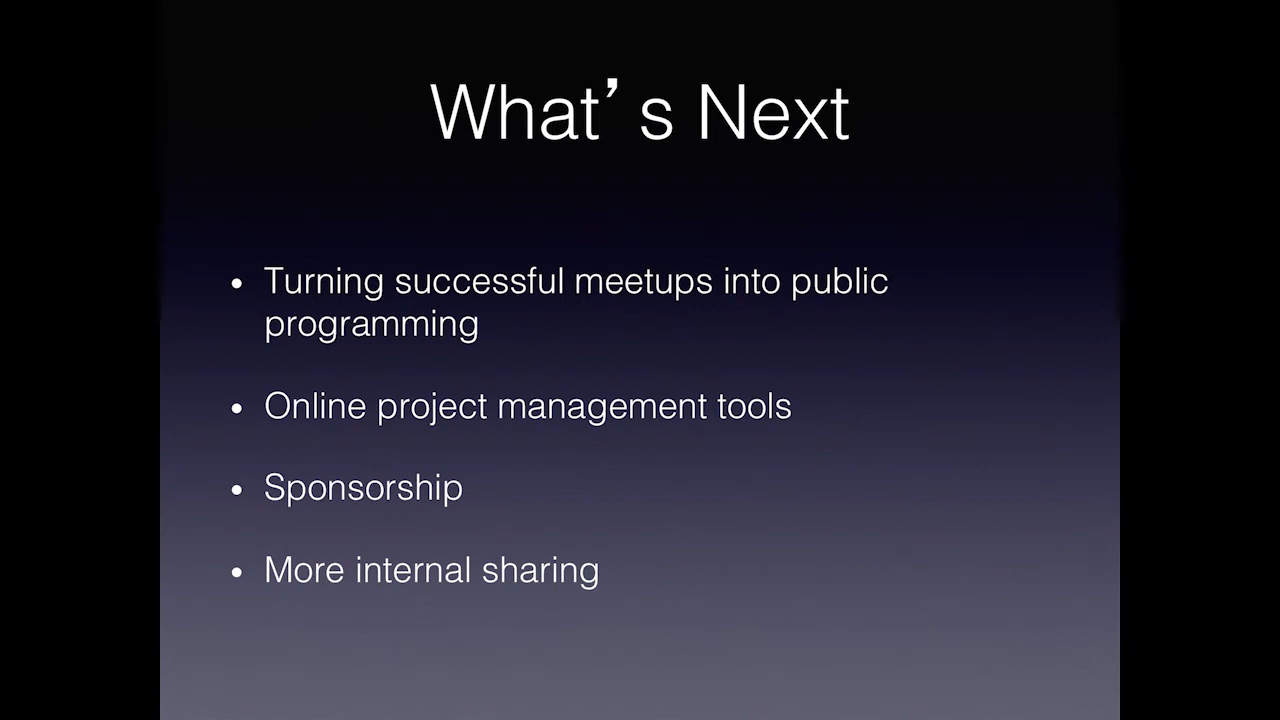 What’s Next
• Turning successful meetups into public
programming
• Online project management tools
• Sponsorship
• More internal sharing